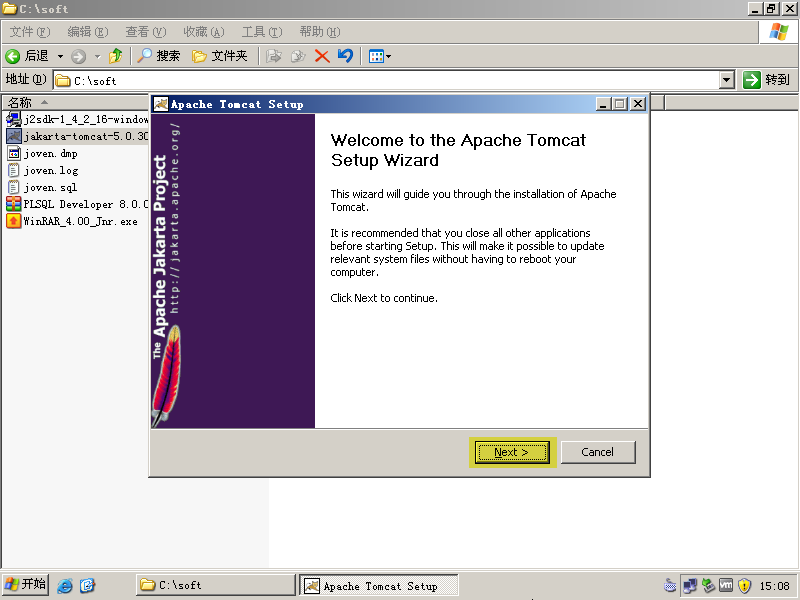 C:\soft
文件(F) 编辑(E) 查看(V) 收藏(A) 工具(T) 帮助(H)
后退 搜索 文件夹
地址(D) C:\soft 转到
名称
j2sdk-1_4_2_16-window
jakarta-tomcat-5.0.30
joven.dmp
joven.log
joven.sql
PLSQL Developer 8.0.0
WinRAR_4.00_Jnr.exe
Apache Tomcat Setup
The Apache Jakarta Project
http://jakarta.apache.org/
Welcome to the Apache Tomcat
Setup Wizard
This wizard will guide you through the installation of Apache
Tomcat.
It is recommended that you close all other applications
before starting Setup. This will make it possible to update
relevant system files without having to reboot your
computer.
Click Next to continue.
Next > Cancel
开始 C:\soft Apache Tomcat Setup 15:08